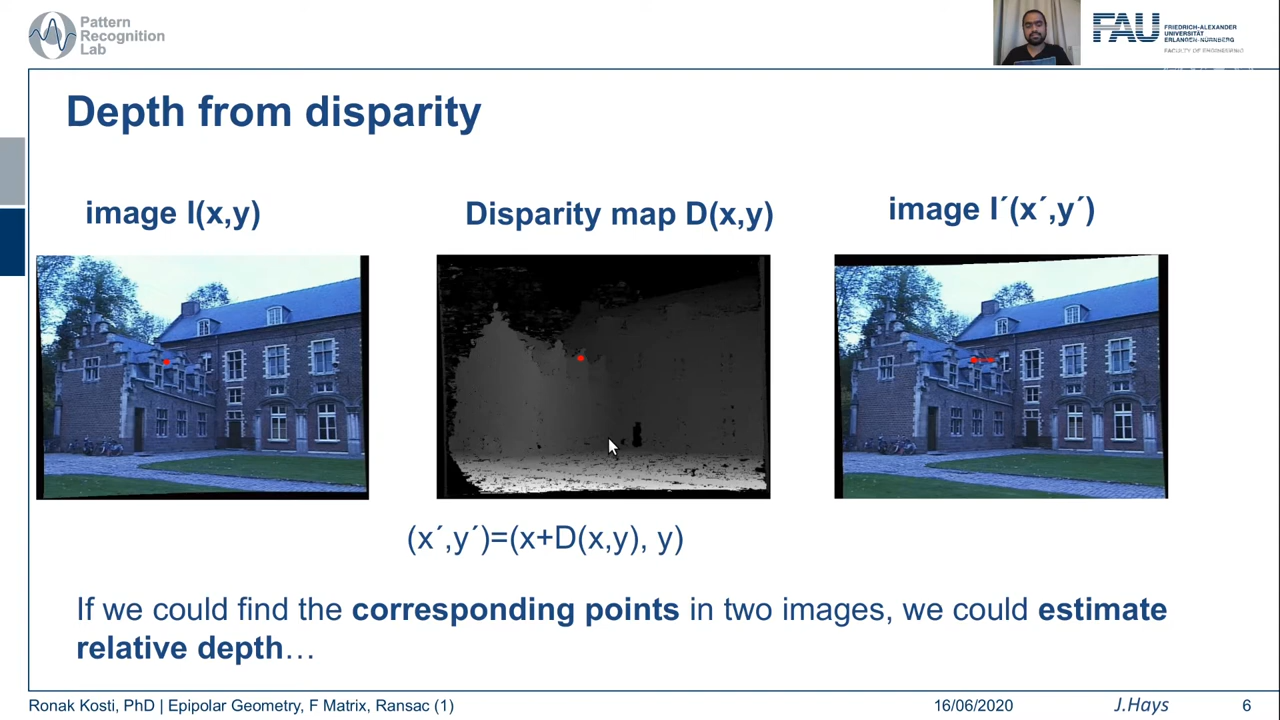 Pattern
Recognition
Lab
FAU
FRIEDRICH-ALEXANDER
UNIVERSITÄT
ERLANGEN-NÜRNBERG
FACULTY OF ENGINEERING
Depth from disparity
image I(x,y)
Disparity map D(x,y)
image I´(x´,y´)
(x´,y´)=(x+D(x,y), y)
If we could find the corresponding points in two images, we could estimate
relative depth…
Ronak Kosti, PhD | Epipolar Geometry, F Matrix, Ransac (1)
16/06/2020
J.Hays
6